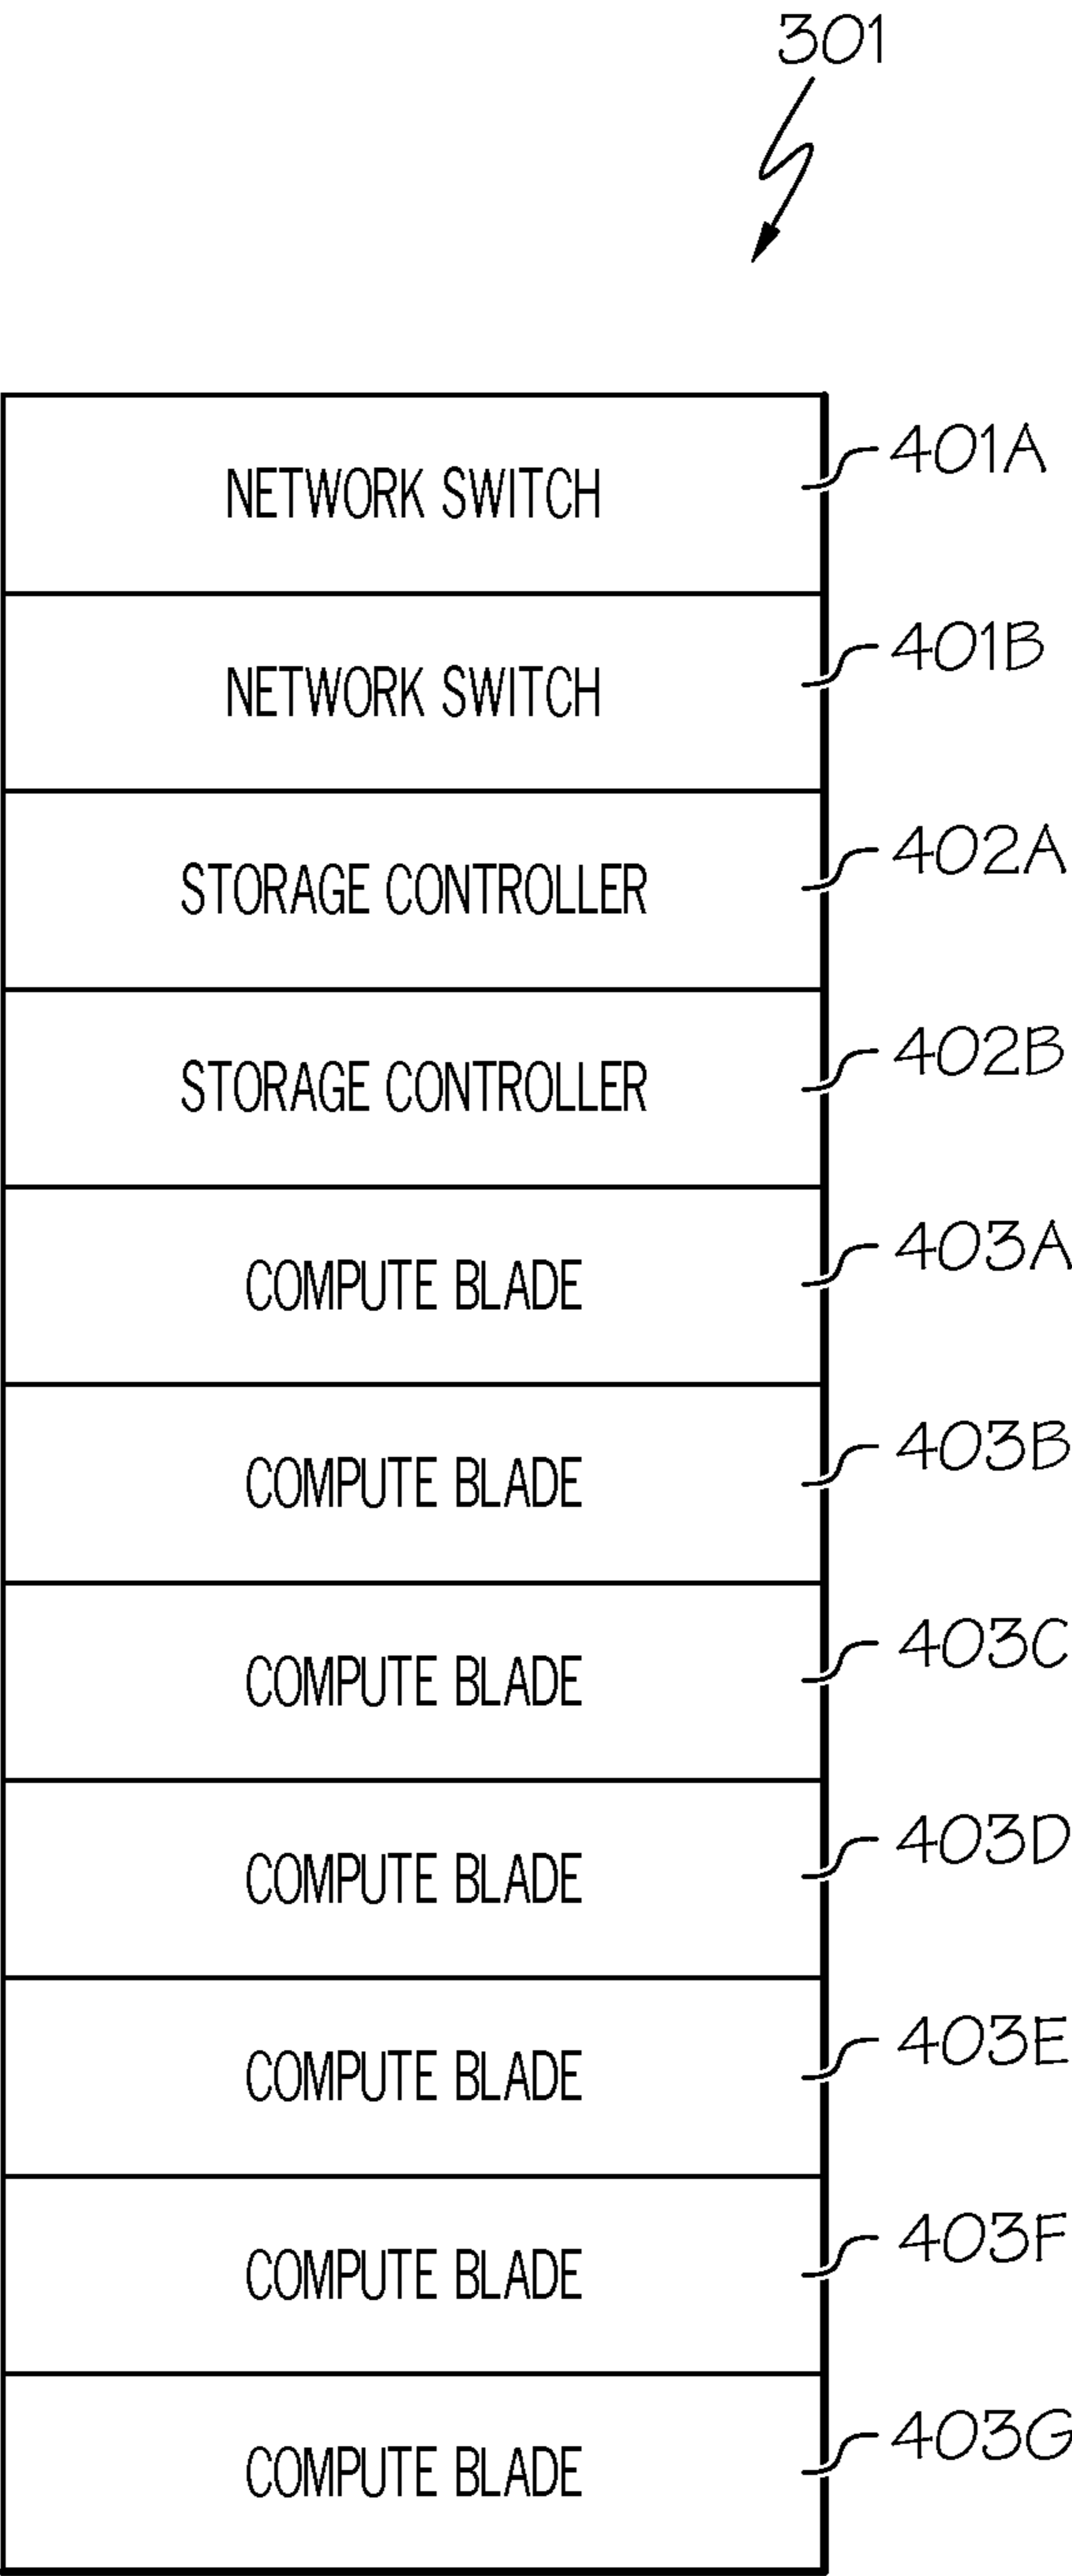 301
NETWORK SWITCH 401A
NETWORK SWITCH 401B
STORAGE CONTROLLER 402A
STORAGE CONTROLLER 402B
COMPUTE BLADE 403A
COMPUTE BLADE 403B
COMPUTE BLADE 403C
COMPUTE BLADE 403D
COMPUTE BLADE 403E
COMPUTE BLADE 403F
COMPUTE BLADE 403G